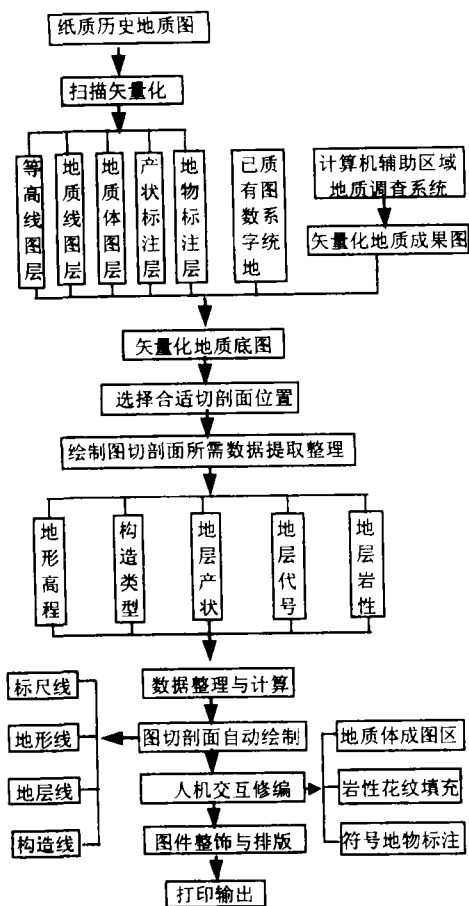 纸质历史地质图
扫描矢量化
等高线图层
地质线图层
地质体图层
产状标注层
地物标注层
已有数字地
质图系统
计算机辅助区域
地质调查系统
矢量化地质成果图
矢量化地质底图
选择合适切剖面位置
绘制图切剖面所需数据提取整理
地形高程
构造类型
地层产状
地层代号
地层岩性
数据整理与计算
标尺线
地形线
地层线
构造线
图切剖面自动绘制
人机交互修编
地质体成图区
岩性花纹填充
符号地物标注
图件整饰与排版
打印输出